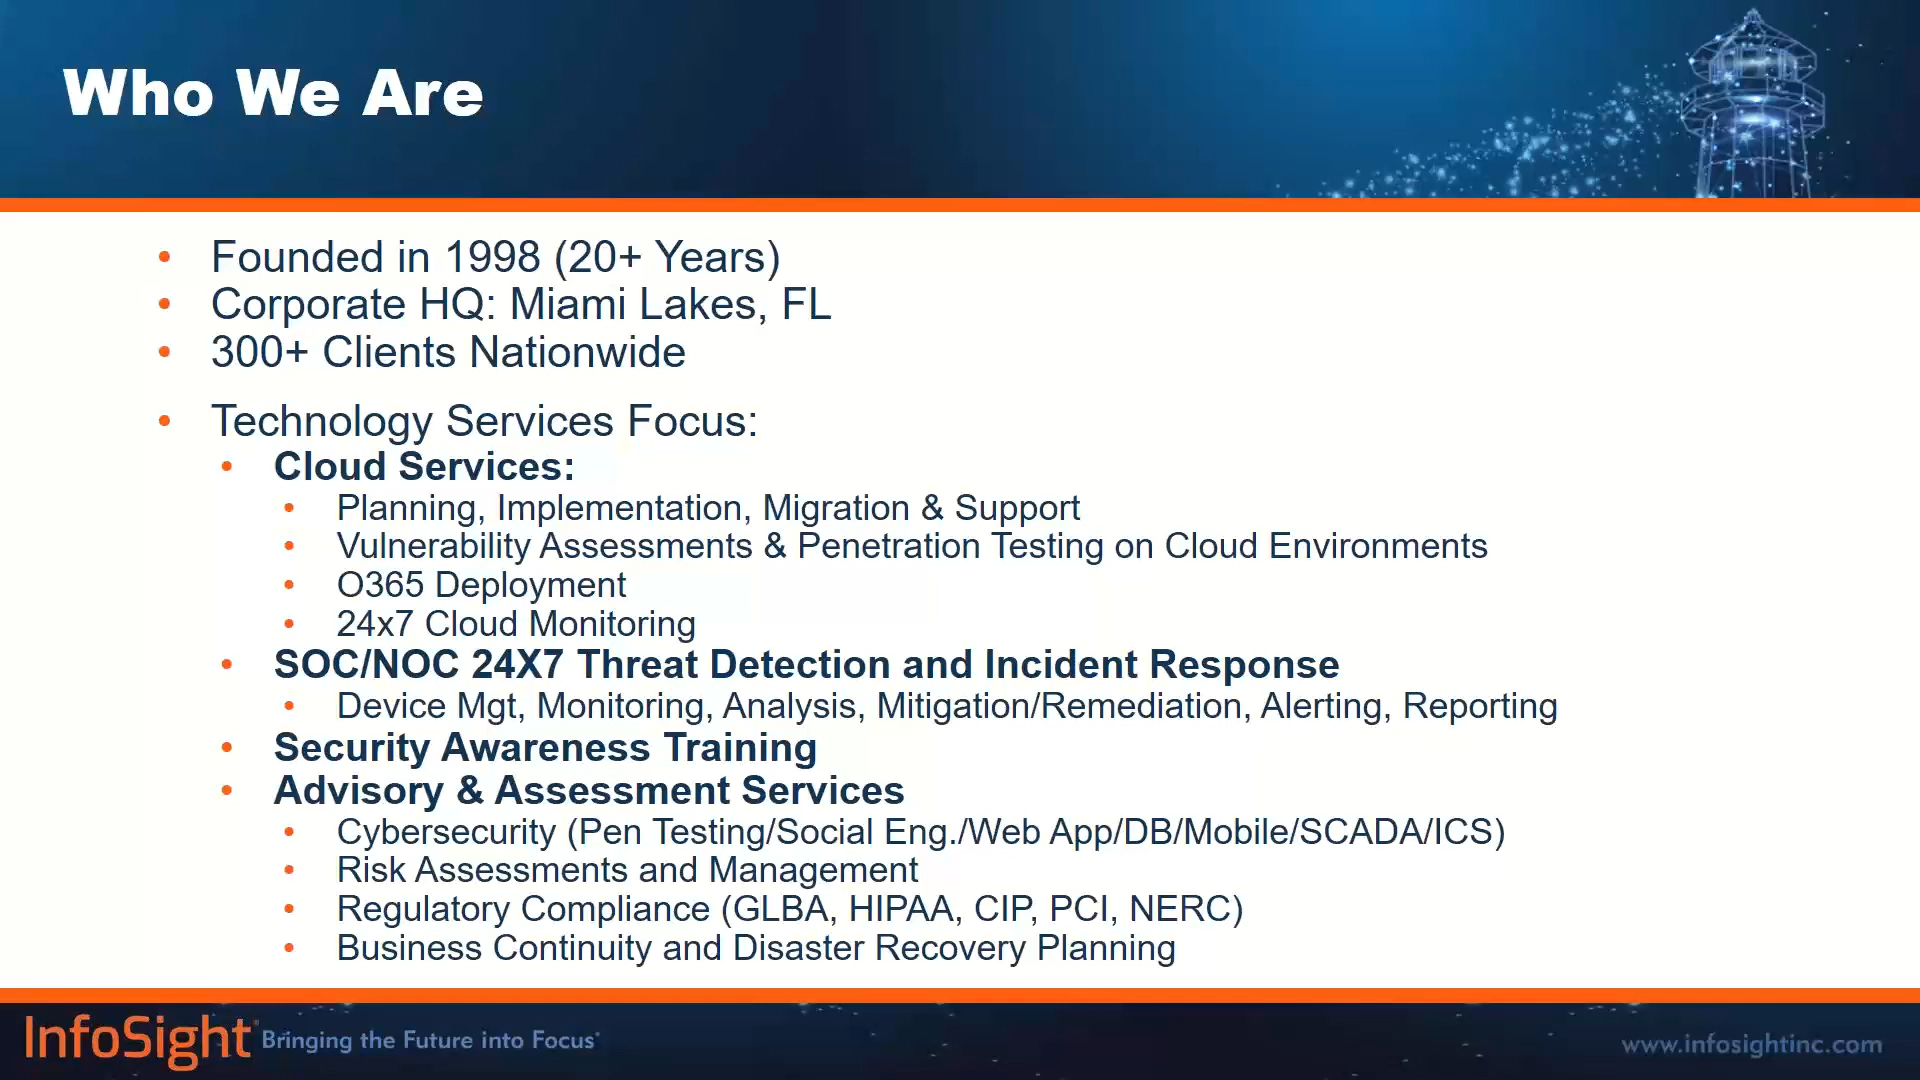 Who We Are
• Founded in 1998 (20+ Years)
• Corporate HQ: Miami Lakes, FL
• 300+ Clients Nationwide
• Technology Services Focus:
• Cloud Services:
• Planning, Implementation, Migration & Support
• Vulnerability Assessments & Penetration Testing on Cloud Environments
• O365 Deployment
• 24x7 Cloud Monitoring
• SOC/NOC 24X7 Threat Detection and Incident Response
• Device Mgt, Monitoring, Analysis, Mitigation/Remediation, Alerting, Reporting
• Security Awareness Training
• Advisory & Assessment Services
• Cybersecurity (Pen Testing/Social Eng./Web App/DB/Mobile/SCADA/ICS)
• Risk Assessments and Management
• Regulatory Compliance (GLBA, HIPAA, CIP, PCI, NERC)
• Business Continuity and Disaster Recovery Planning
InfoSight® Bringing the Future into Focus®
www.infosightinc.com